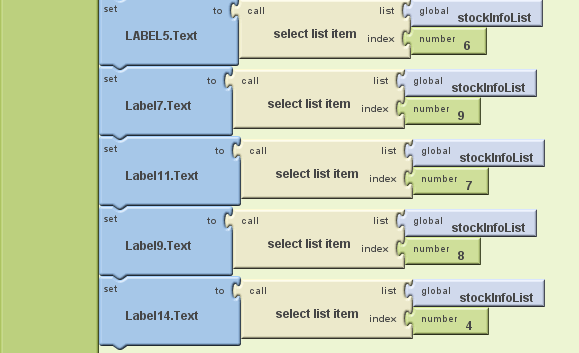 set to call list global stockInfoList
LABEL5.Text select list item index number 6
set to call list global stockInfoList
Label7.Text select list item index number 9
set to call list global stockInfoList
Label11.Text select list item index number 7
set to call list global stockInfoList
Label9.Text select list item index number 8
set to call list global stockInfoList
Label14.Text select list item index number 4